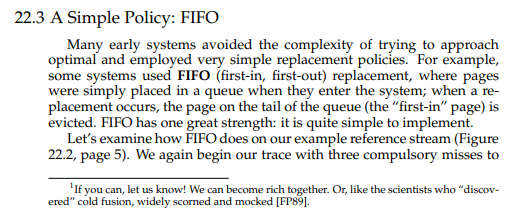 22.3 A Simple Policy: FIFO
Many early systems avoided the complexity of trying to approach
optimal and employed very simple replacement policies. For example,
some systems used FIFO (first-in, first-out) replacement, where pages
were simply placed in a queue when they enter the system; when a re-
placement occurs, the page on the tail of the queue (the “first-in” page) is
evicted. FIFO has one great strength: it is quite simple to implement.
Let’s examine how FIFO does on our example reference stream (Figure
22.2, page 5). We again begin our trace with three compulsory misses to
1If you can, let us know! We can become rich together. Or, like the scientists who “discov-
ered” cold fusion, widely scorned and mocked [FP89].